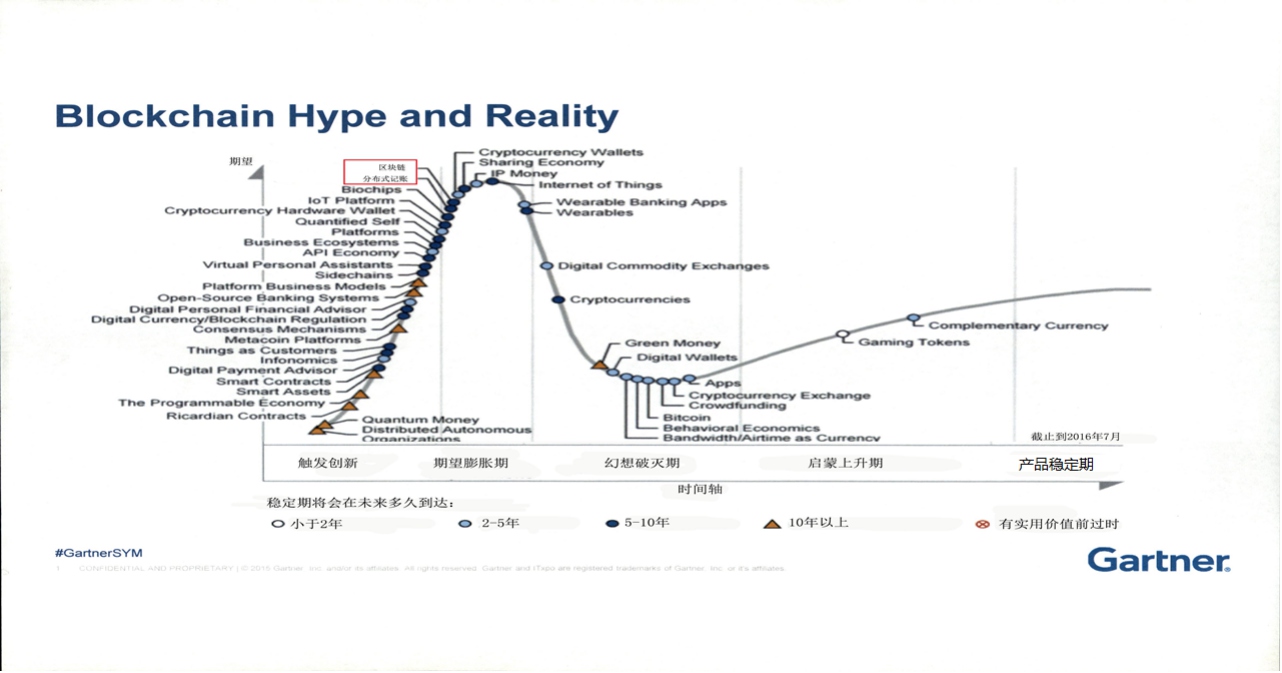 Blockchain Hype and Reality
期望
区块链
分布式记账
Biochips
IoT Platform
Cryptocurrency Hardware Wallet
Quantified Self
Platforms
Business Ecosystems
API Economy
Virtual Personal Assistants
Sidechains
Platform Business Models
Open-Source Banking Systems
Digital Personal Financial Advisor
Digital Currency/Blockchain Regulation
Consensus Mechanisms
Metacoin Platforms
Things as Customers
Infonomics
Digital Payment Advisor
Smart Contracts
Smart Assets
The Programmable Economy
Ricardian Contracts
Quantum Money
Distributed Autonomous
Organizations
Cryptocurrency Wallets
Sharing Economy
IP Money
Internet of Things
Wearable Banking Apps
Wearables
Digital Commodity Exchanges
Cryptocurrencies
Green Money
Digital Wallets
Apps
Cryptocurrency Exchange
Crowdfunding
Bitcoin
Behavioral Economics
Bandwidth/Airtime as Currency
Complementary Currency
Gaming Tokens
截止到2016年7月
触发创新 期望膨胀期 幻想破灭期 启蒙上升期 产品稳定期
时间轴
稳定期将会在未来多久到达:
小于2年 2-5年 5-10年 10年以上 有实用价值前过时
#GartnerSYM
1 CONFIDENTIAL AND PROPRIETARY | © 2015 Gartner, Inc. and/or its affiliates. All rights reserved. Gartner and ITxpo are registered trademarks of Gartner, Inc. or it's affiliates.
Gartner